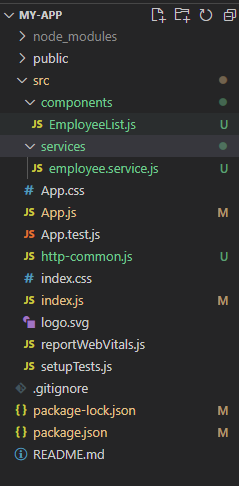 MY-APP
node_modules
public
src
components
JS EmployeeList.js U
services
JS employee.service.js U
# App.css
JS App.js M
JS App.test.js
JS http-common.js U
# index.css
JS index.js M
logo.svg
JS reportWebVitals.js
JS setupTests.js
.gitignore
{} package-lock.json M
{} package.json M
README.md